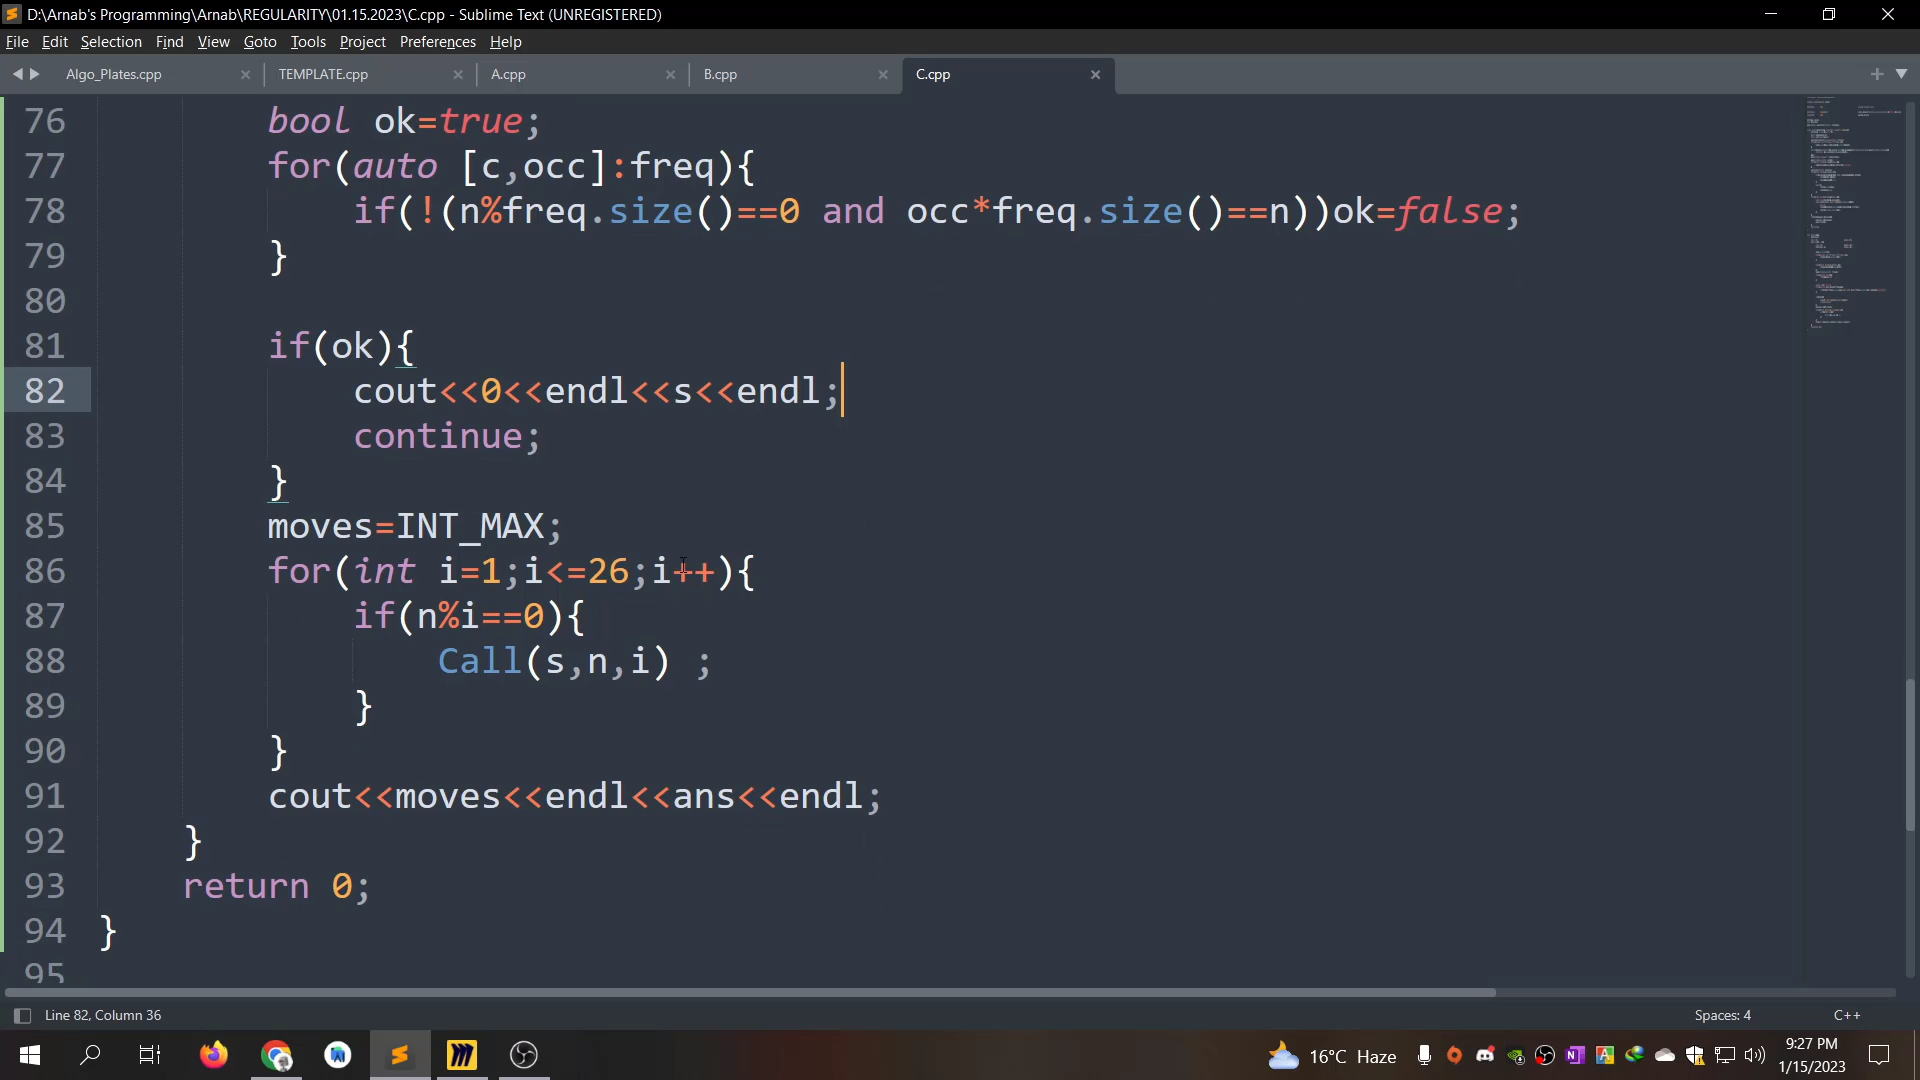 D:\Arnab's Programming\Arnab\REGULARITY\01.15.2023\C.cpp - Sublime Text (UNREGISTERED)
File Edit Selection Find View Goto Tools Project Preferences Help
Algo_Plates.cpp TEMPLATE.cpp A.cpp B.cpp C.cpp
76 bool ok=true;
77 for(auto [c,occ]:freq){
78 if(!(n%freq.size()==0 and occ*freq.size()==n))ok=false;
79 }
80
81 if(ok){
82 cout<<0<<endl<<s<<endl;
83 continue;
84 }
85 moves=INT_MAX;
86 for(int i=1;i<=26;i++){
87 if(n%i==0){
88 Call(s,n,i) ;
89 }
90 }
91 cout<<moves<<endl<<ans<<endl;
92 }
93 return 0;
94 }
95
Line 82, Column 36 Spaces: 4 C++
16°C Haze 9:27 PM
1/15/2023